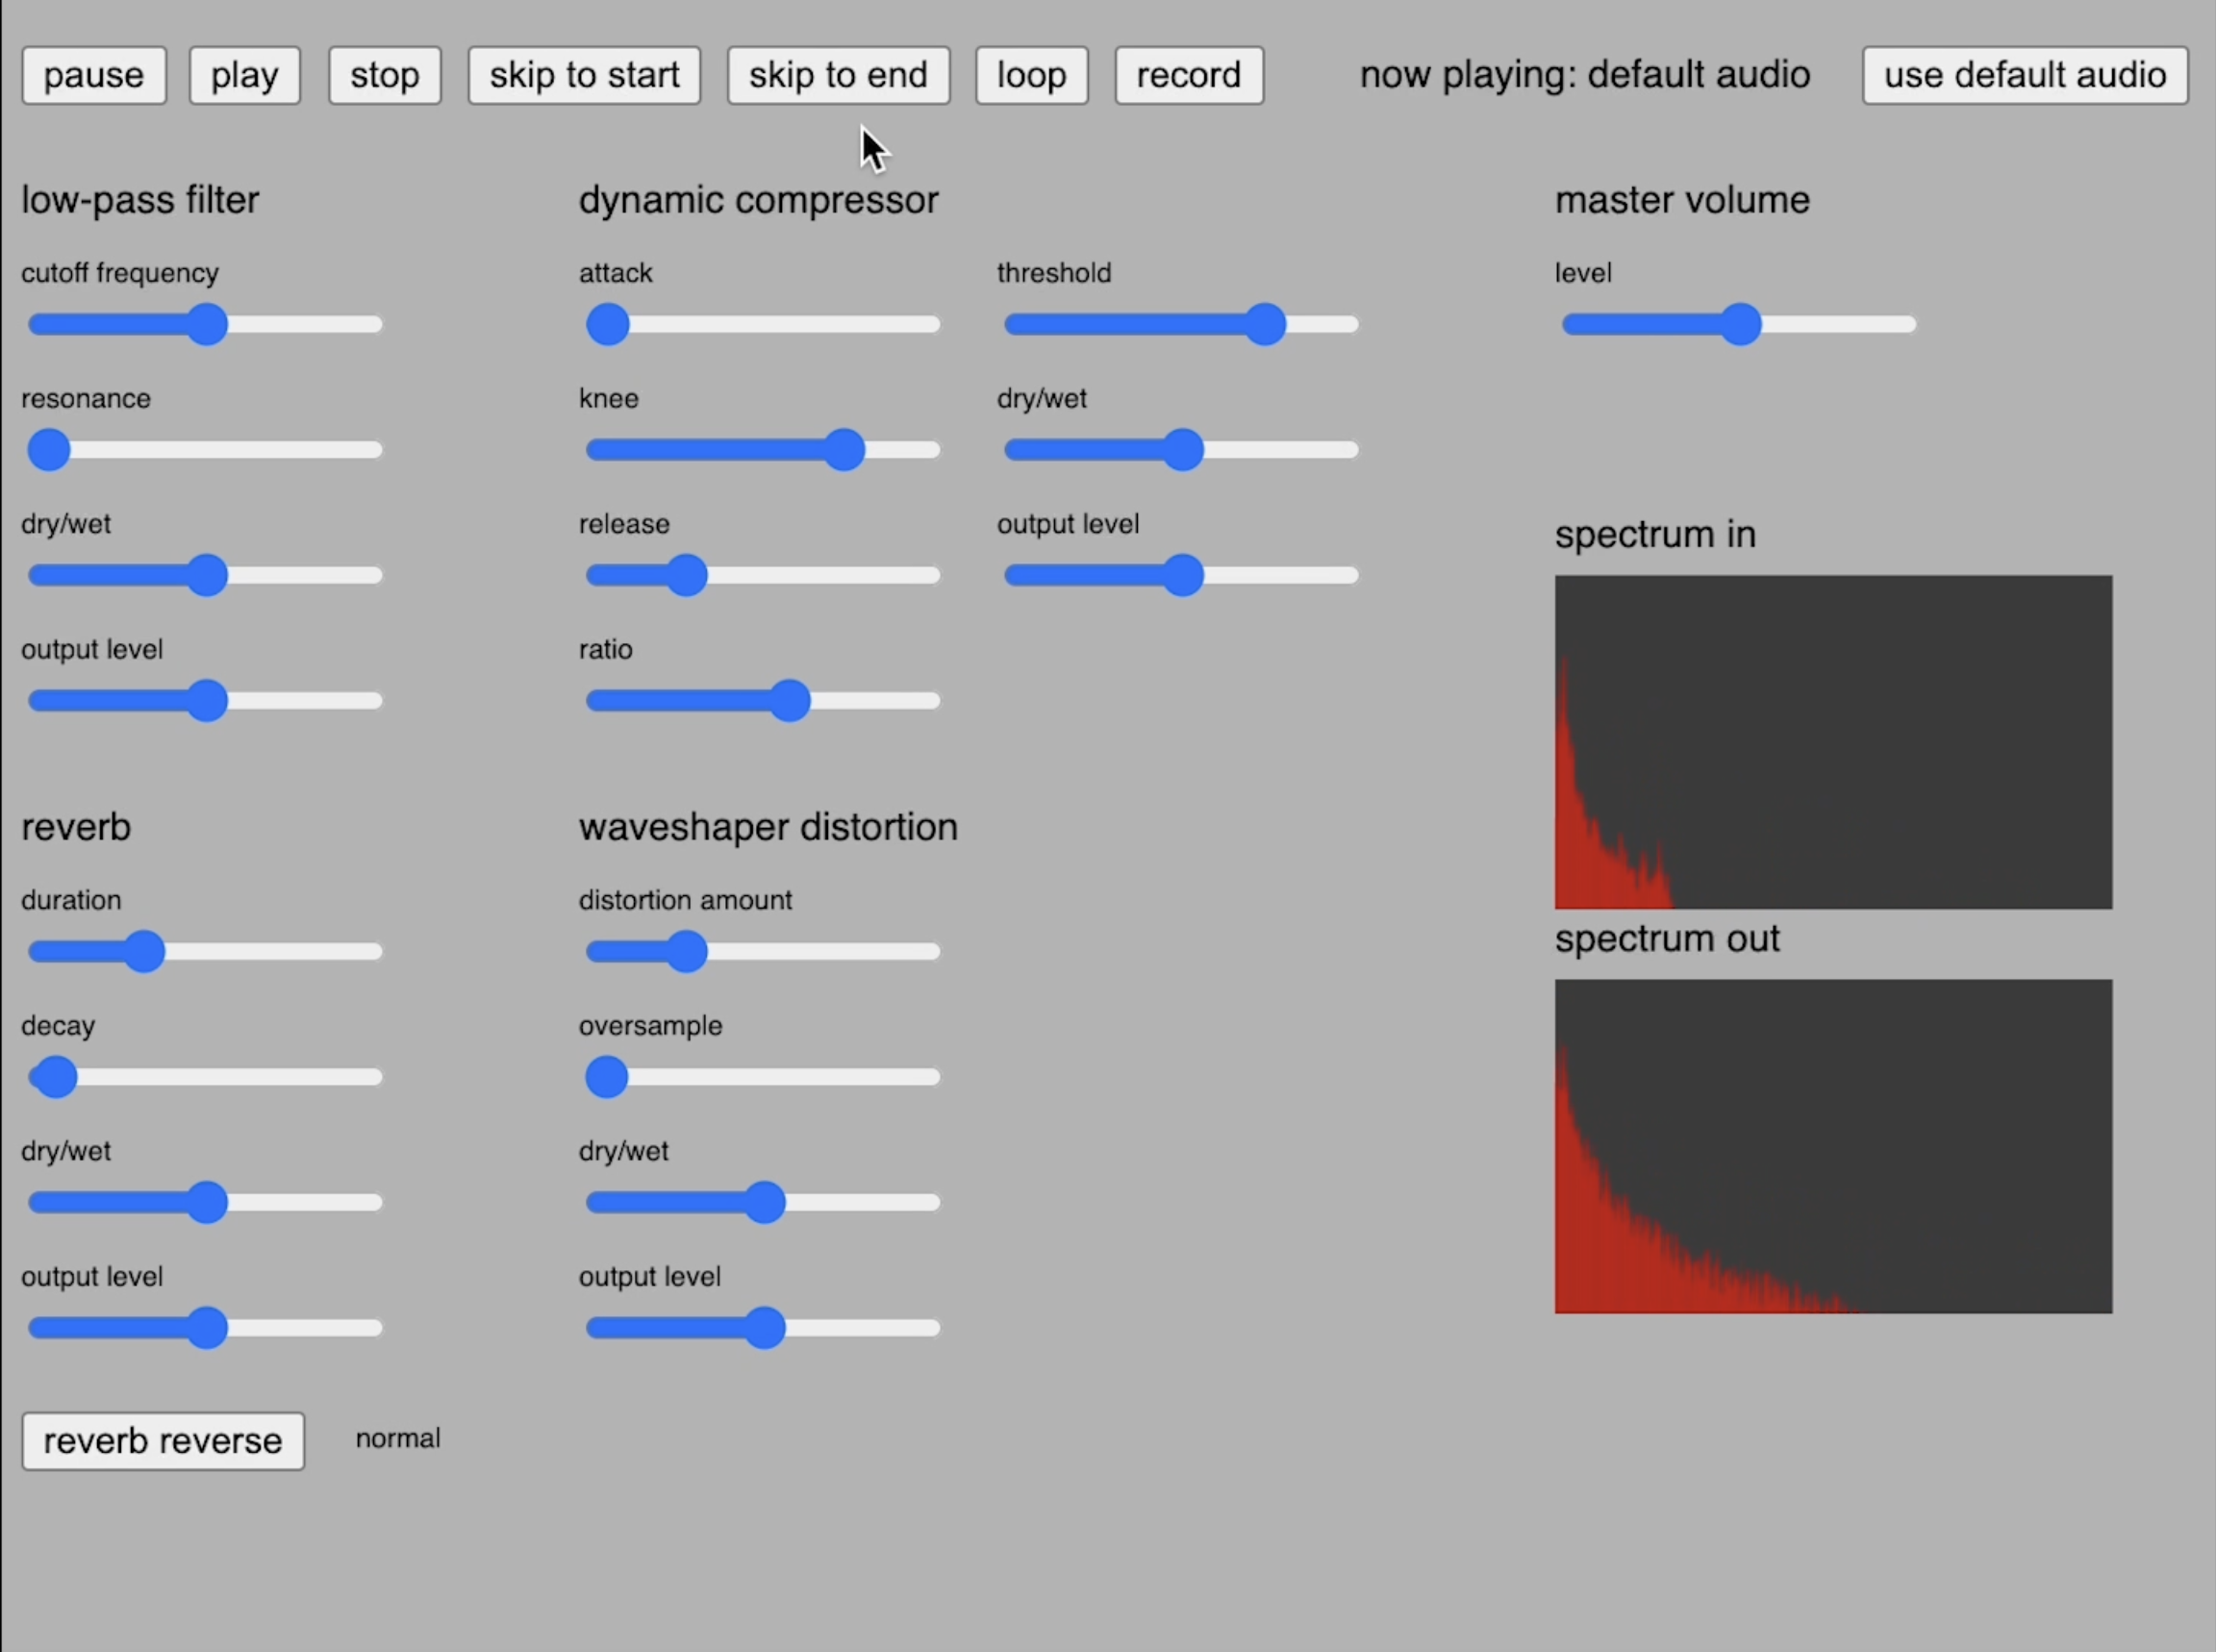 pause play stop skip to start skip to end loop record now playing: default audio use default audio
low-pass filter
cutoff frequency
resonance
dry/wet
output level
dynamic compressor
attack
knee
release
ratio
threshold
dry/wet
output level
master volume
level
reverb
duration
decay
dry/wet
output level
reverb reverse normal
waveshaper distortion
distortion amount
oversample
dry/wet
output level
spectrum in
spectrum out